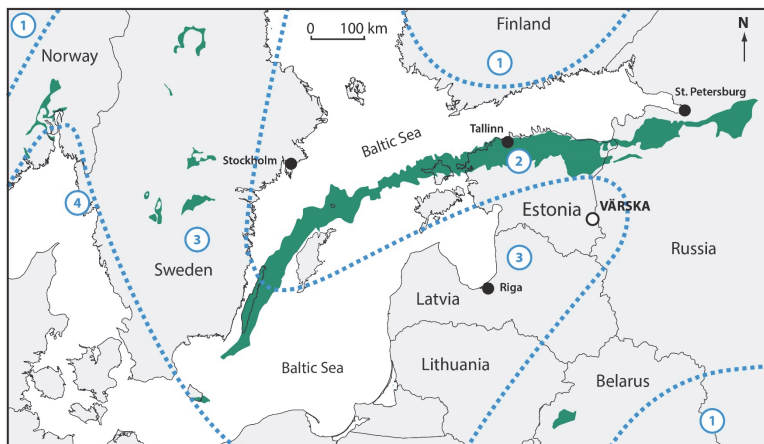 1
Norway
Finland
0 100 km
N
1
St. Petersburg
Tallinn
Baltic Sea
Stockholm
2
4
Estonia
VÄRSKA
3
3
Russia
Sweden
Latvia
Riga
Baltic Sea
Lithuania
Belarus
1